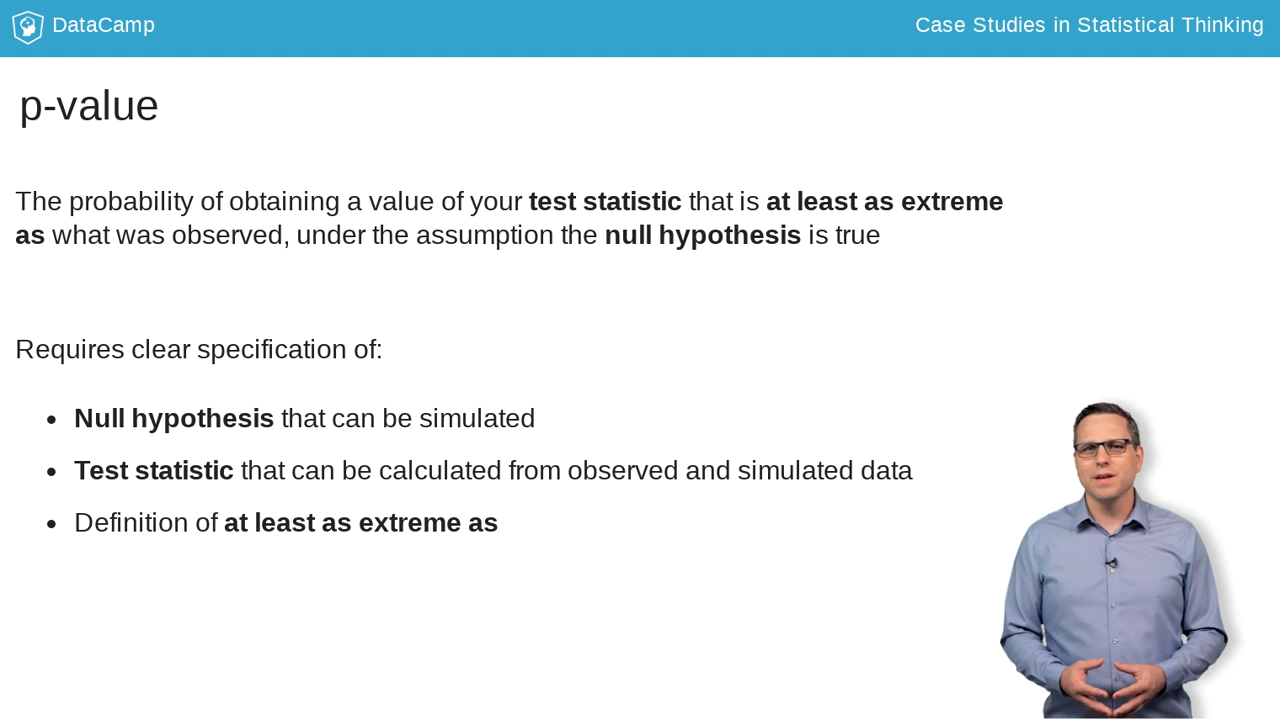 DataCamp
Case Studies in Statistical Thinking
p-value
The probability of obtaining a value of your test statistic that is at least as extreme
as what was observed, under the assumption the null hypothesis is true
Requires clear specification of:
• Null hypothesis that can be simulated
• Test statistic that can be calculated from observed and simulated data
• Definition of at least as extreme as